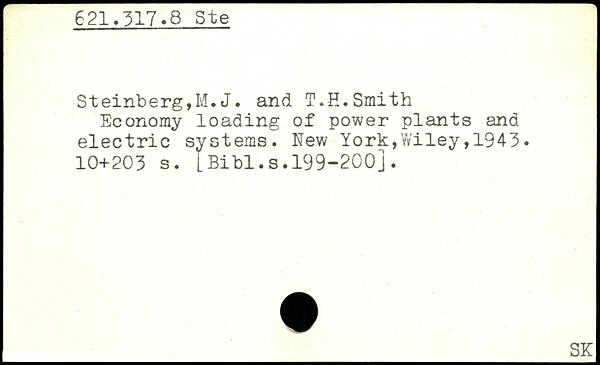 621.317.8 Ste
Steinberg,M.J. and T.H.Smith
Economy loading of power plants and
electric systems. New York,Wiley,1943.
10+203 s. [Bibl.s.199-200].
SK